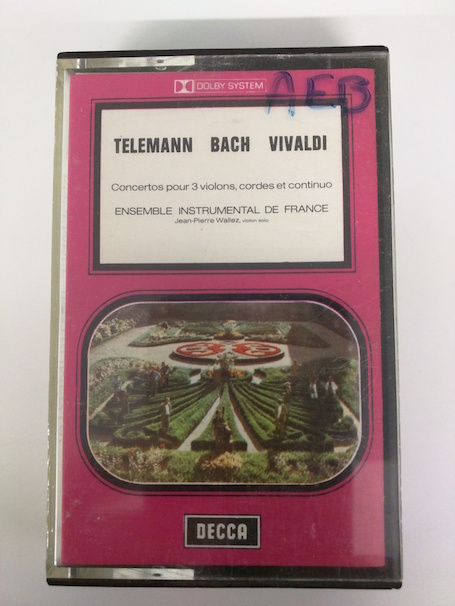 DOLBY SYSTEM
AEB
TELEMANN BACH VIVALDI
Concertos pour 3 violons, cordes et continuo
ENSEMBLE INSTRUMENTAL DE FRANCE
Jean-Pierre Wallez, violon solo
DECCA